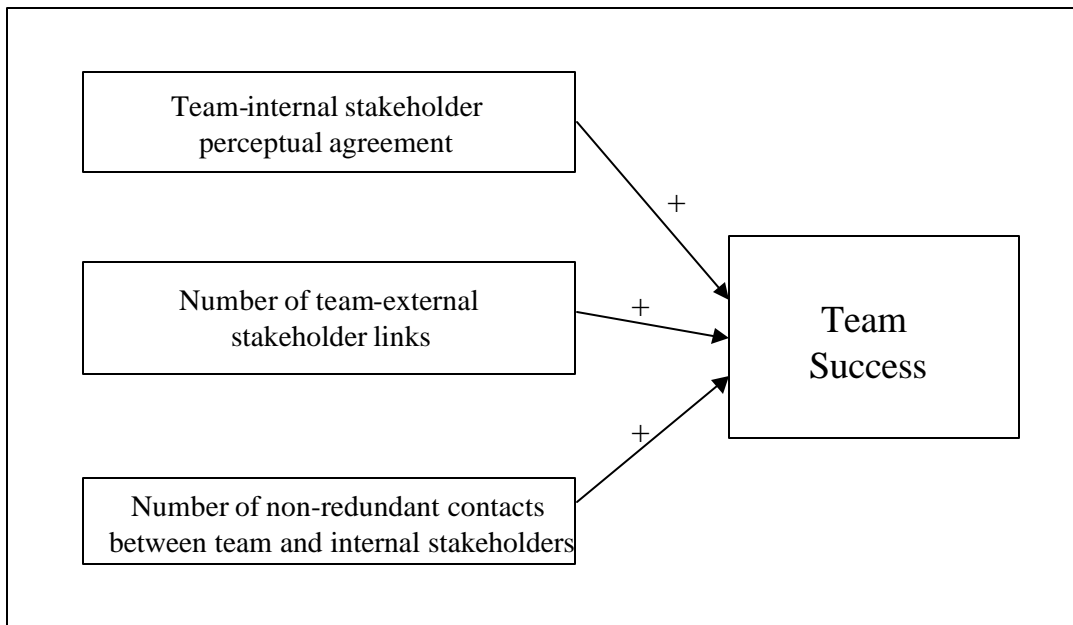 Team-internal stakeholder
perceptual agreement
+
Number of team-external
stakeholder links
+
Team
Success
+
Number of non-redundant contacts
between team and internal stakeholders